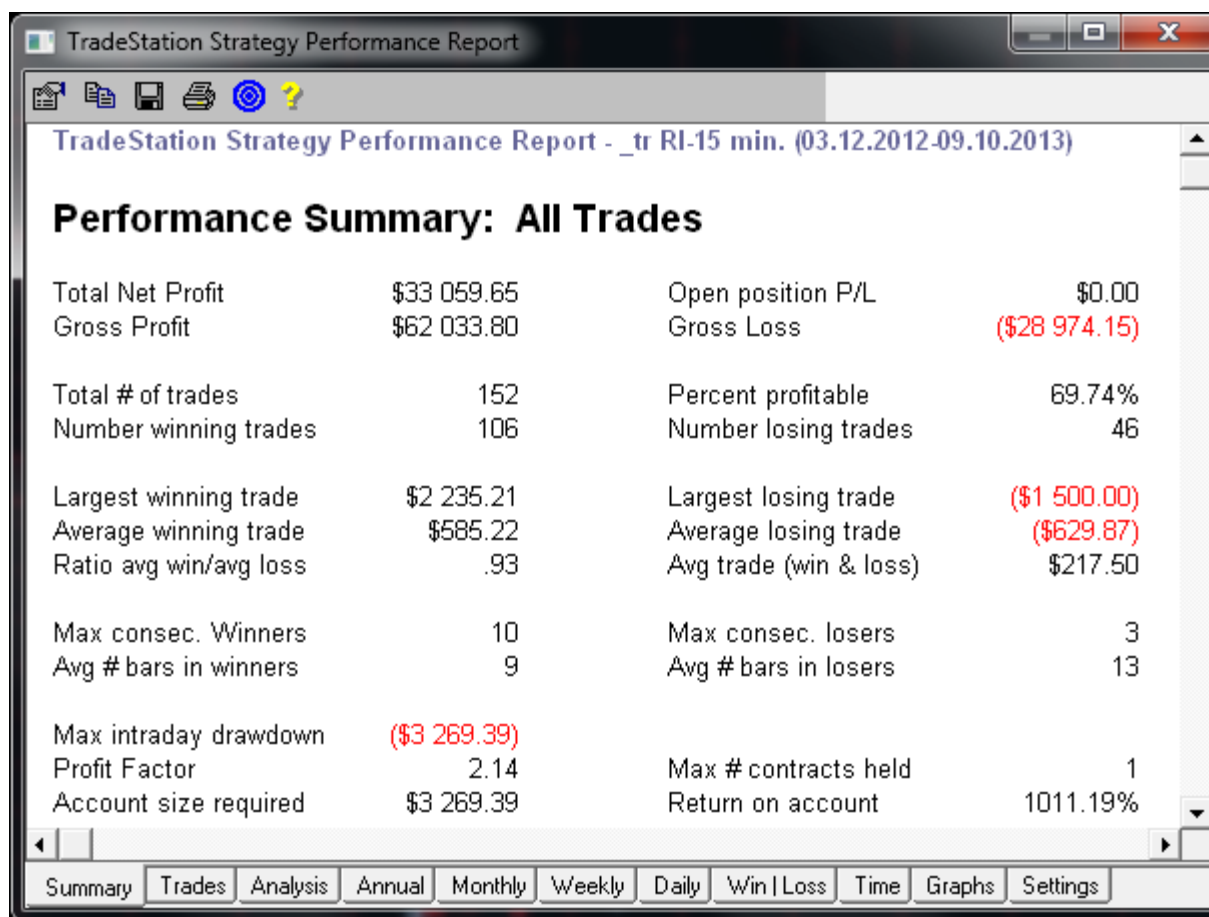 TradeStation Strategy Performance Report
TradeStation Strategy Performance Report - _tr RI-15 min. (03.12.2012-09.10.2013)
Performance Summary: All Trades
Total Net Profit $33 059.65 Open position P/L $0.00
Gross Profit $62 033.80 Gross Loss ($28 974.15)
Total # of trades 152 Percent profitable 69.74%
Number winning trades 106 Number losing trades 46
Largest winning trade $2 235.21 Largest losing trade ($1 500.00)
Average winning trade $585.22 Average losing trade ($629.87)
Ratio avg win/avg loss .93 Avg trade (win & loss) $217.50
Max consec. Winners 10 Max consec. losers 3
Avg # bars in winners 9 Avg # bars in losers 13
Max intraday drawdown ($3 269.39)
Profit Factor 2.14 Max # contracts held 1
Account size required $3 269.39 Return on account 1011.19%
Summary Trades Analysis Annual Monthly Weekly Daily Win | Loss Time Graphs Settings